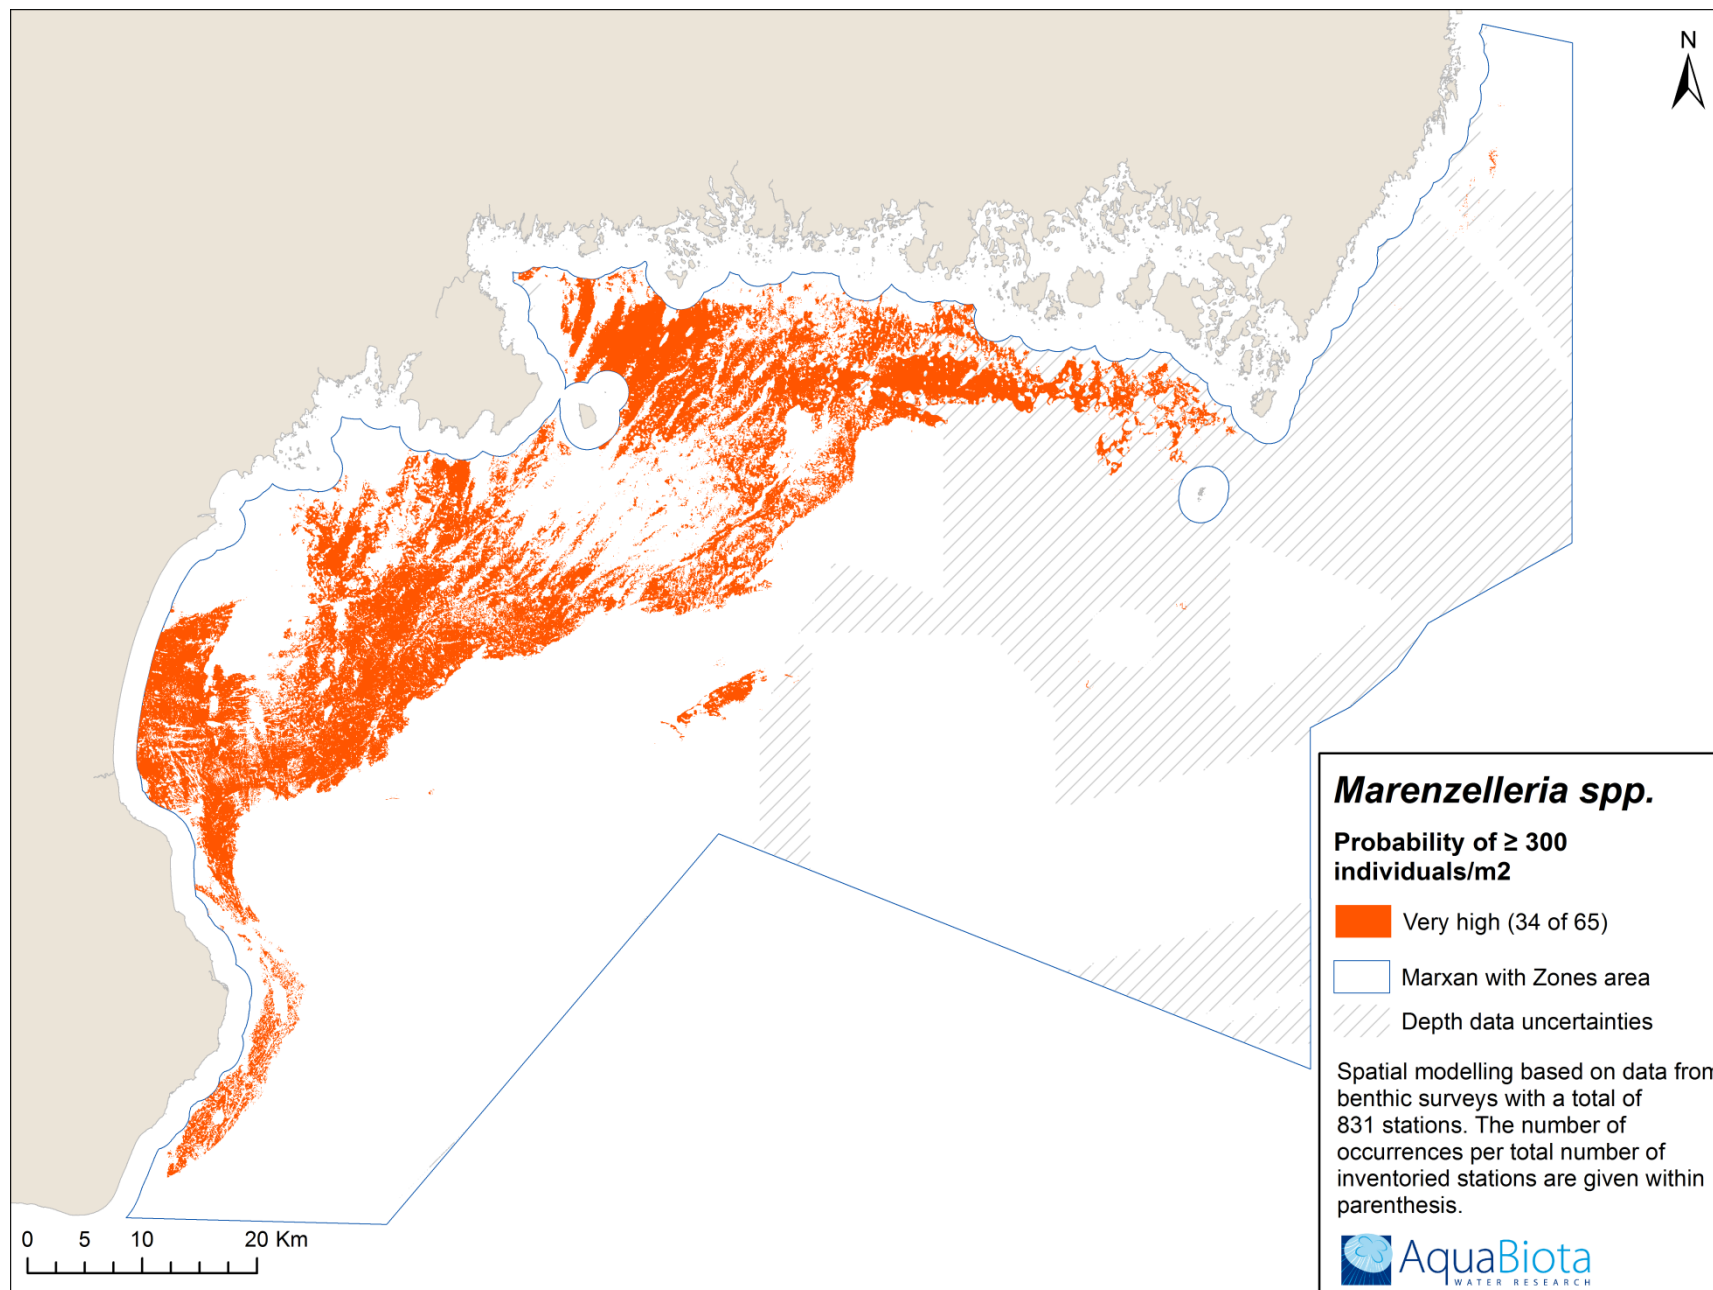 N
Marenzelleria spp.
Probability of ≥ 300
individuals/m2
Very high (34 of 65)
Marxan with Zones area
Depth data uncertainties
Spatial modelling based on data from
benthic surveys with a total of
831 stations. The number of
occurrences per total number of
inventoried stations are given within
parenthesis.
0 5 10 20 Km
AquaBiota
WATER RESEARCH